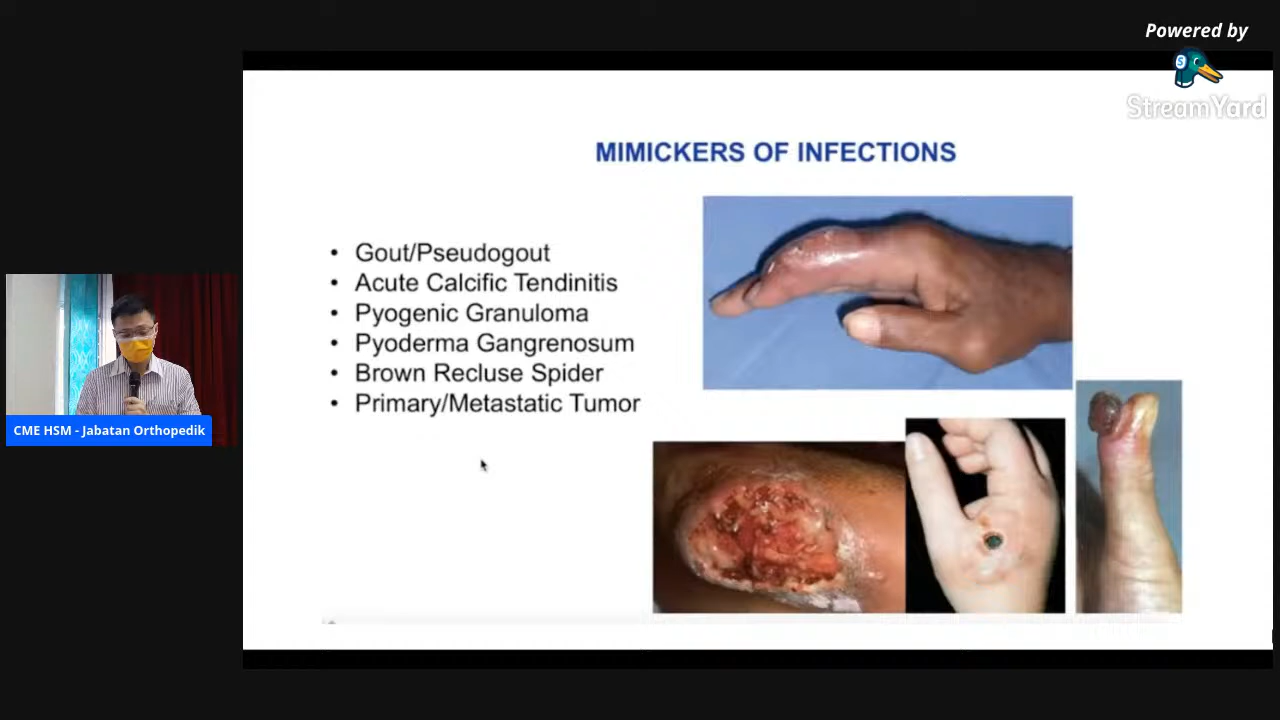 Powered by
StreamYard
MIMICKERS OF INFECTIONS
• Gout/Pseudogout
• Acute Calcific Tendinitis
• Pyogenic Granuloma
• Pyoderma Gangrenosum
• Brown Recluse Spider
• Primary/Metastatic Tumor
CME HSM - Jabatan Orthopedik